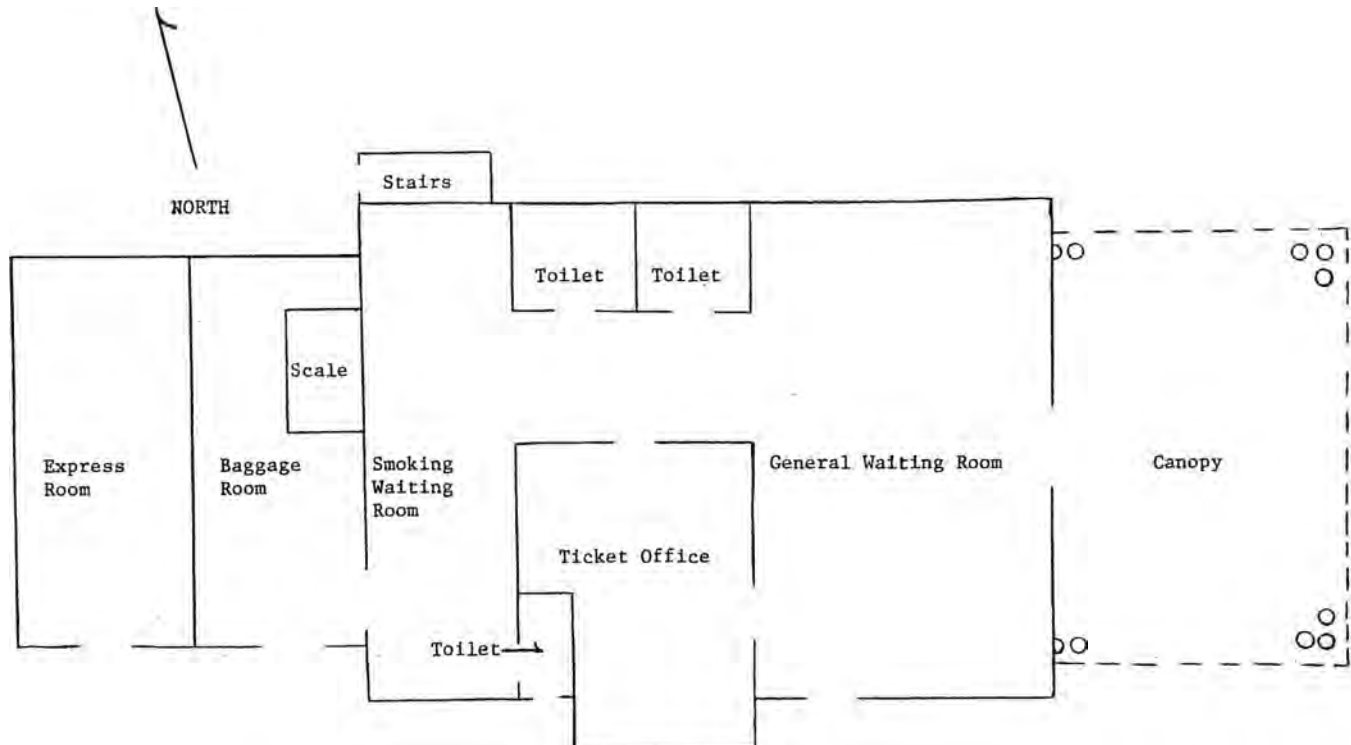 Stairs
NORTH
Toilet
Toilet
Scale
Express
Room
Baggage
Room
Smoking
Waiting
Room
General Waiting Room
Canopy
Ticket Office
Toilet